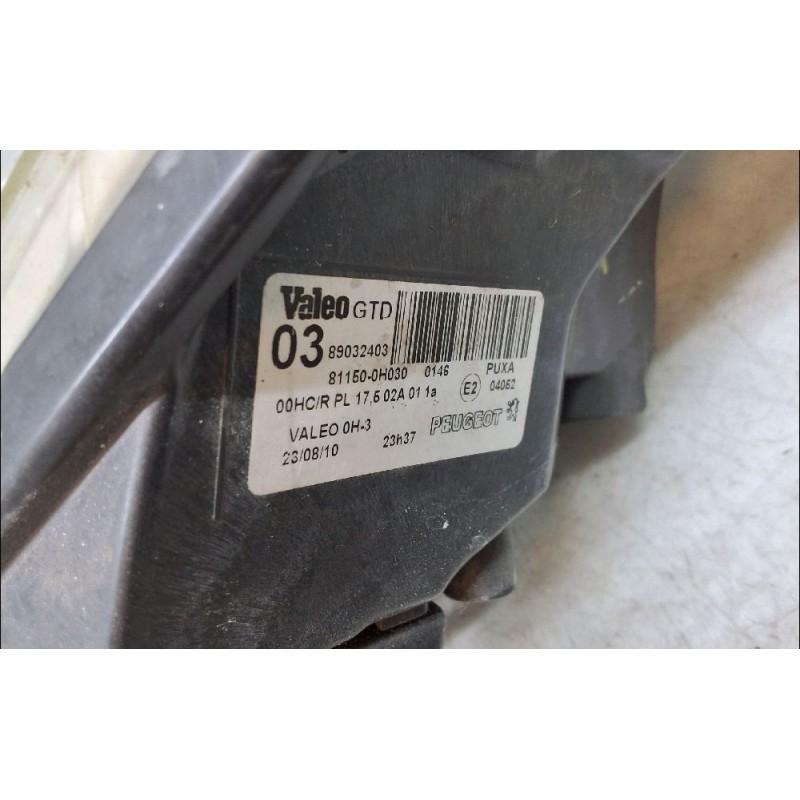 Valeo GTD
03 89032403
81150-0H030 0146 PUXA
00HC/R PL 17,5 02A 01 1a E2 04052
VALEO 0H-3 PEUGEOT
23/08/10 23h37